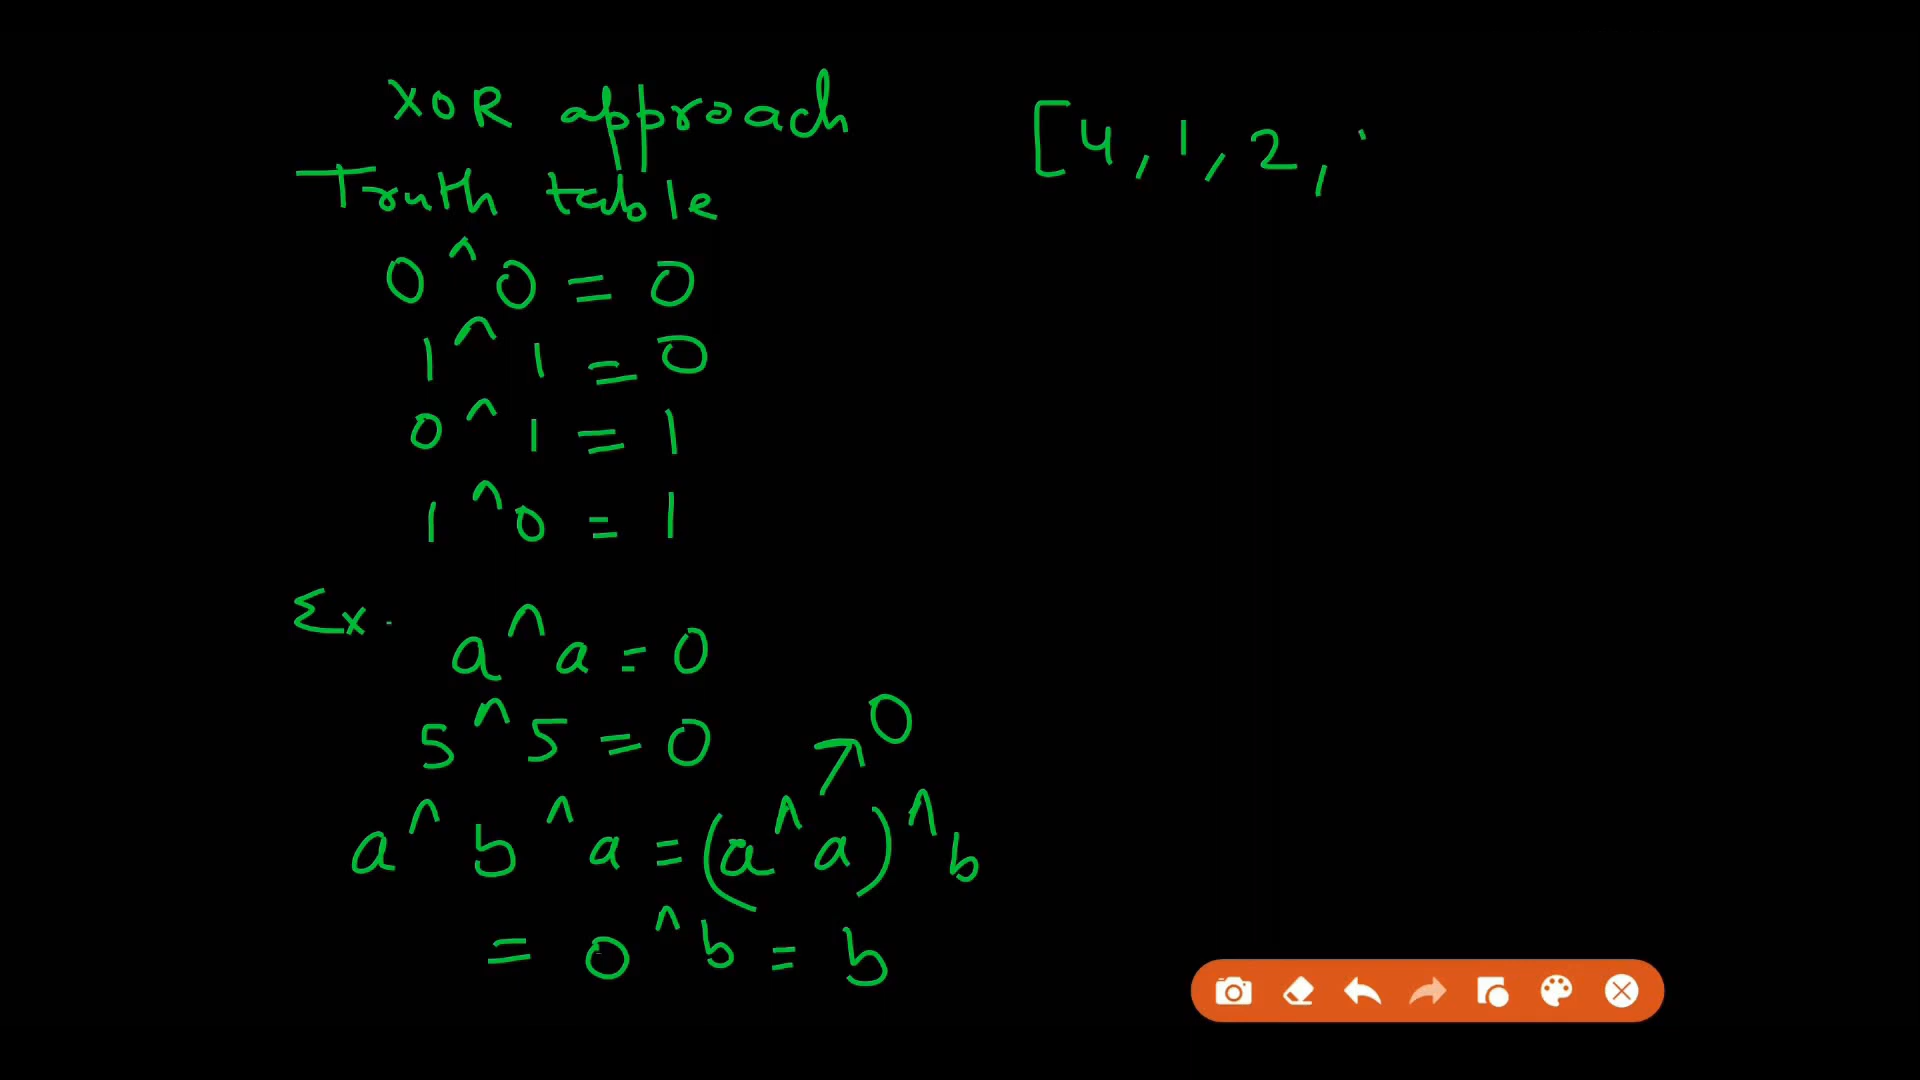 XOR approach
Truth table
0 ^ 0 = 0
1 ^ 1 = 0
0 ^ 1 = 1
1 ^ 0 = 1
Ex.
a ^ a = 0
5 ^ 5 = 0
0
a ^ b ^ a = (a ^ a) ^ b
= 0 ^ b = b
[4, 1, 2,